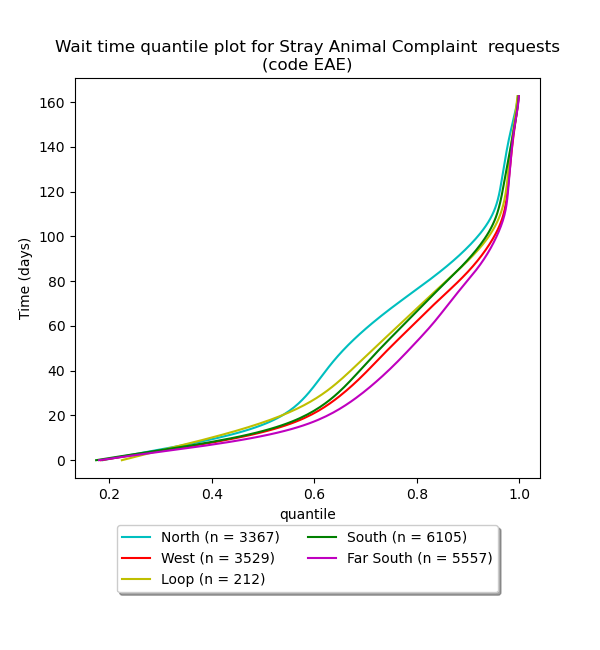 Wait time quantile plot for Stray Animal Complaint  requests
(code EAE)
160
140
120
100
80
60
40
20
0
Time (days)
0.2 0.4 0.6 0.8 1.0
quantile
North (n = 3367)
West (n = 3529)
Loop (n = 212)
South (n = 6105)
Far South (n = 5557)